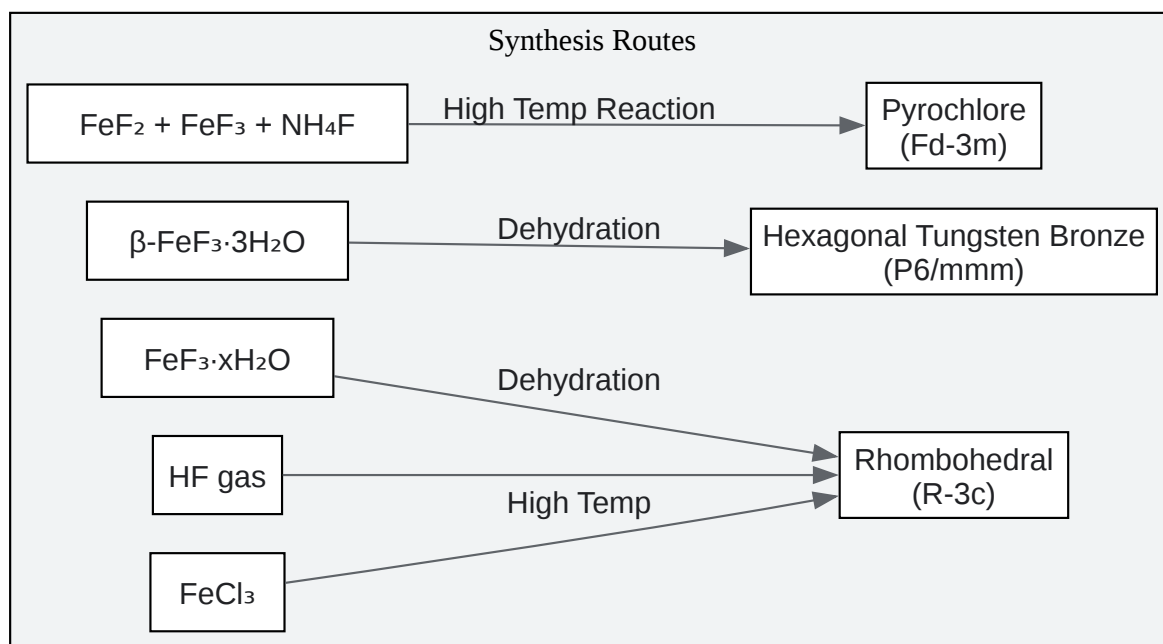 Synthesis Routes
FeF₂ + FeF₃ + NH₄F
High Temp Reaction
Pyrochlore
(Fd-3m)
β-FeF₃·3H₂O
Dehydration
Hexagonal Tungsten Bronze
(P6/mmm)
FeF₃·xH₂O
Dehydration
HF gas
High Temp
Rhombohedral
(R-3c)
FeCl₃